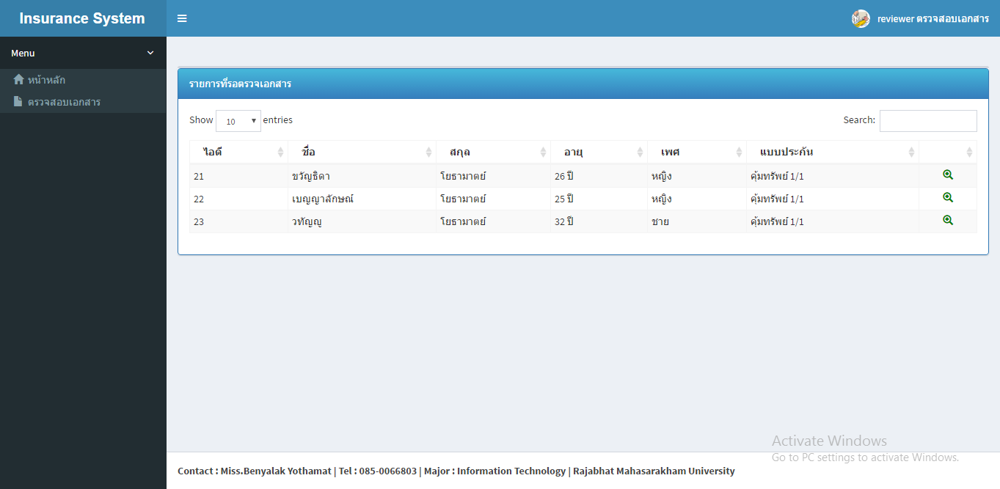 Insurance System
reviewer ตรวจสอบเอกสาร
Menu
หน้าหลัก
ตรวจสอบเอกสาร
รายการที่รอตรวจเอกสาร
Show 10 entries Search:
ไอดี ชื่อ สกุล อายุ เพศ แบบประกัน
21 ขวัญธิดา โยธามาตย์ 26 ปี หญิง คุ้มทรัพย์ 1/1
22 เบญญาลักษณ์ โยธามาตย์ 25 ปี หญิง คุ้มทรัพย์ 1/1
23 วทัญญู โยธามาตย์ 32 ปี ชาย คุ้มทรัพย์ 1/1
Activate Windows
Go to PC settings to activate Windows.
Contact : Miss.Benyalak Yothamat | Tel : 085-0066803 | Major : Information Technology | Rajabhat Mahasarakham University